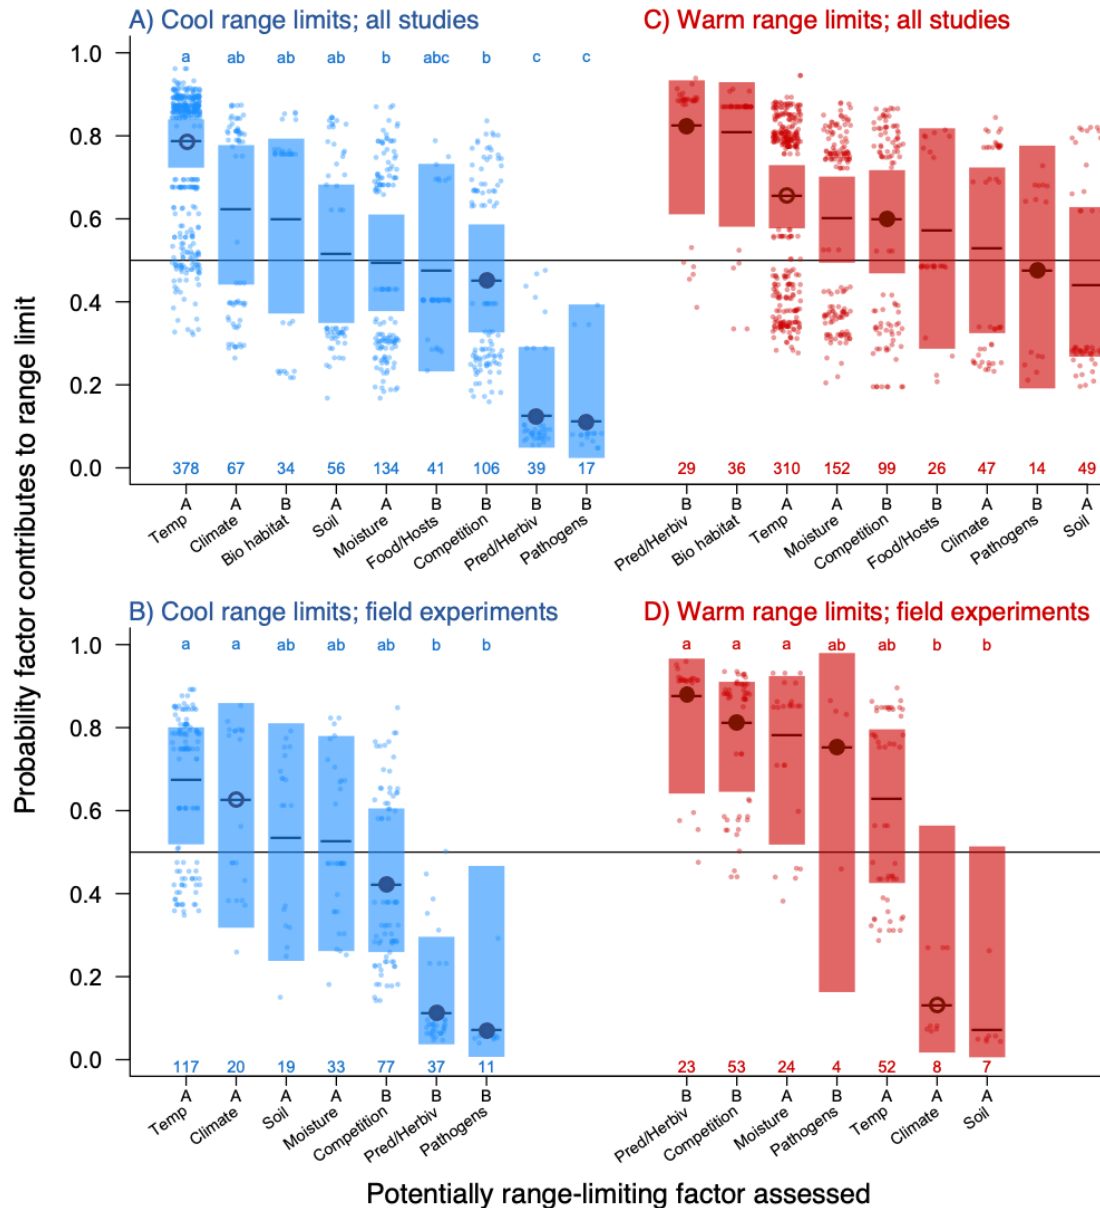 A) Cool range limits; all studies
C) Warm range limits; all studies
1.0
0.8
0.6
0.4
0.2
0.0
a ab ab ab b abc b c c
378 67 34 56 134 41 106 39 17
29 36 310 152 99 26 47 14 49
A A B A A B B B B
B B A A B B A B A
Temp Climate Bio habitat Soil Moisture Food/Hosts Competition Pred/Herbiv Pathogens
Pred/Herbiv Bio habitat Temp Moisture Competition Food/Hosts Climate Pathogens Soil
Probability factor contributes to range limit
B) Cool range limits; field experiments
D) Warm range limits; field experiments
1.0
0.8
0.6
0.4
0.2
0.0
a a ab ab ab b b
a a a ab ab b b
117 20 19 33 77 37 11
23 53 24 4 52 8 7
A A A A B B B
B B A B A A A
Temp Climate Soil Moisture Competition Pred/Herbiv Pathogens
Pred/Herbiv Competition Moisture Pathogens Temp Climate Soil
Potentially range-limiting factor assessed